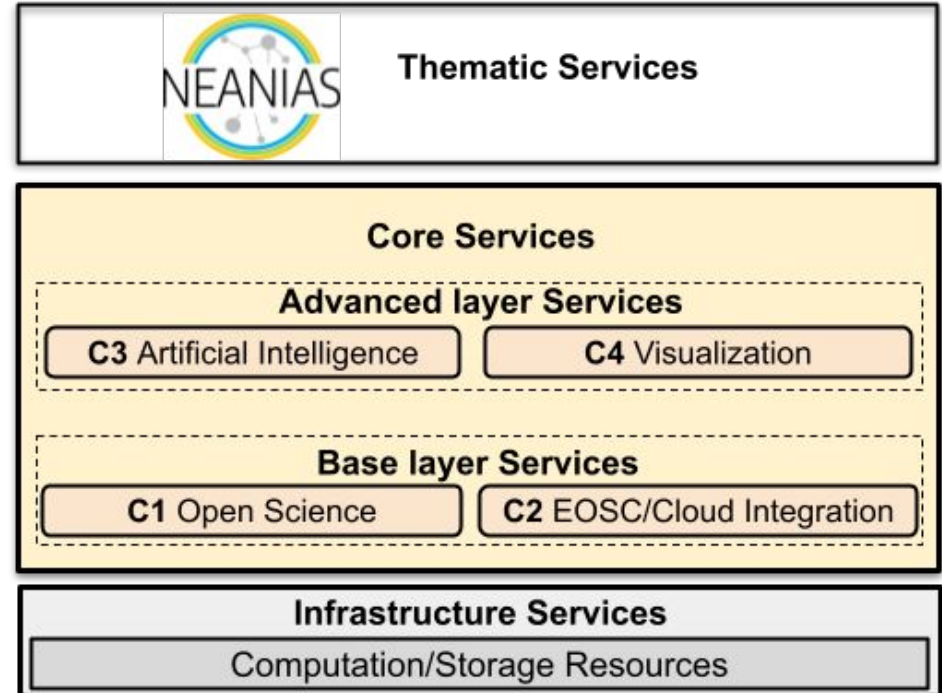 NEANIAS
Thematic Services
Core Services
Advanced layer Services
C3 Artificial Intelligence
C4 Visualization
Base layer Services
C1 Open Science
C2 EOSC/Cloud Integration
Infrastructure Services
Computation/Storage Resources